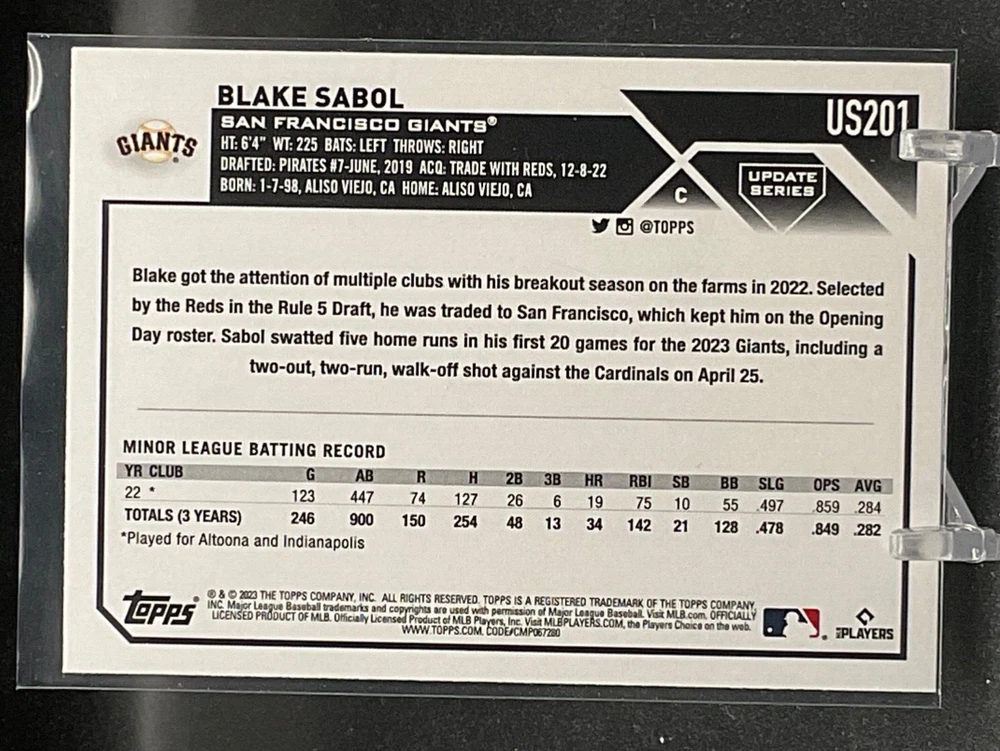 BLAKE SABOL
US201
GIANTS
SAN FRANCISCO GIANTS®
HT: 6'4" WT: 225 BATS: LEFT THROWS: RIGHT
DRAFTED: PIRATES #7-JUNE, 2019 ACQ: TRADE WITH REDS, 12-8-22
BORN: 1-7-98, ALISO VIEJO, CA HOME: ALISO VIEJO, CA
C
UPDATE
SERIES
@TOPPS
Blake got the attention of multiple clubs with his breakout season on the farms in 2022. Selected
by the Reds in the Rule 5 Draft, he was traded to San Francisco, which kept him on the Opening
Day roster. Sabol swatted five home runs in his first 20 games for the 2023 Giants, including a
two-out, two-run, walk-off shot against the Cardinals on April 25.
MINOR LEAGUE BATTING RECORD
YR CLUB G AB R H 2B 3B HR RBI SB BB SLG OPS AVG
22 * 123 447 74 127 26 6 19 75 10 55 .497 .859 .284
TOTALS (3 YEARS) 246 900 150 254 48 13 34 142 21 128 .478 .849 .282
*Played for Altoona and Indianapolis
Topps®
® & © 2023 THE TOPPS COMPANY, INC. ALL RIGHTS RESERVED. TOPPS IS A REGISTERED TRADEMARK OF THE TOPPS COMPANY,
INC. Major League Baseball trademarks and copyrights are used with permission of Major League Baseball. Visit MLB.com. OFFICIALLY
LICENSED PRODUCT OF MLB. Officially Licensed Product of MLB Players, Inc. Visit MLBPLAYERS.COM, the Players Choice on the web.
WWW.TOPPS.COM. CODE#CMP067280
MLBPLAYERS